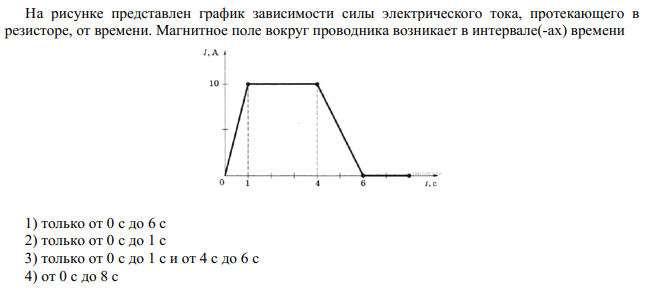 На рисунке представлен график зависимости силы электрического тока, протекающего в
резисторе, от времени. Магнитное поле вокруг проводника возникает в интервале(-ах) времени
I, А
10
0 1 4 6 t, с
1) только от 0 с до 6 с
2) только от 0 с до 1 с
3) только от 0 с до 1 с и от 4 с до 6 с
4) от 0 с до 8 с